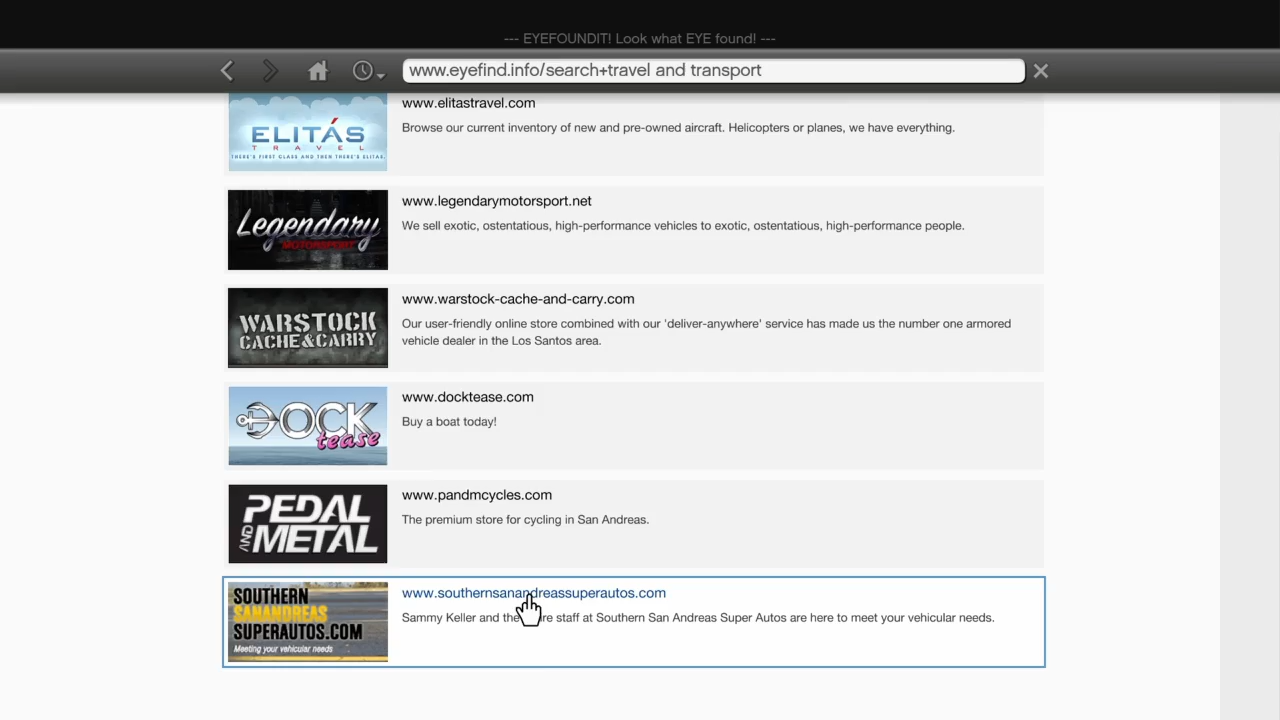 --- EYEFOUNDIT! Look what EYE found! ---
www.eyefind.info/search+travel and transport
www.elitastravel.com
ELITÁS
TRAVEL
THERE'S FIRST CLASS AND THEN THERE'S ELITAS.
Browse our current inventory of new and pre-owned aircraft. Helicopters or planes, we have everything.
Legendary
MOTORSPORT
www.legendarymotorsport.net
We sell exotic, ostentatious, high-performance vehicles to exotic, ostentatious, high-performance people.
WARSTOCK
CACHE&CARRY
www.warstock-cache-and-carry.com
Our user-friendly online store combined with our 'deliver-anywhere' service has made us the number one armored
vehicle dealer in the Los Santos area.
DOCK
tease
www.docktease.com
Buy a boat today!
PEDAL
AND
METAL
www.pandmcycles.com
The premium store for cycling in San Andreas.
SOUTHERN
SANANDREAS
SUPERAUTOS.COM
Meeting your vehicular needs
www.southernsanandreassuperautos.com
Sammy Keller and the staff at Southern San Andreas Super Autos are here to meet your vehicular needs.